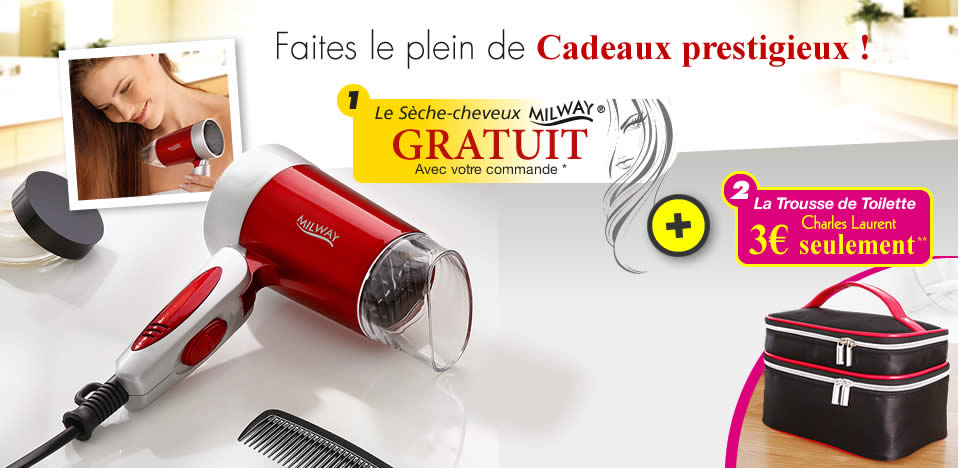 Faites le plein de Cadeaux prestigieux !
1
Le Sèche-cheveux MILWAY®
GRATUIT
Avec votre commande *
+
2
La Trousse de Toilette
Charles Laurent
3€ seulement**
MILWAY
MILWAY